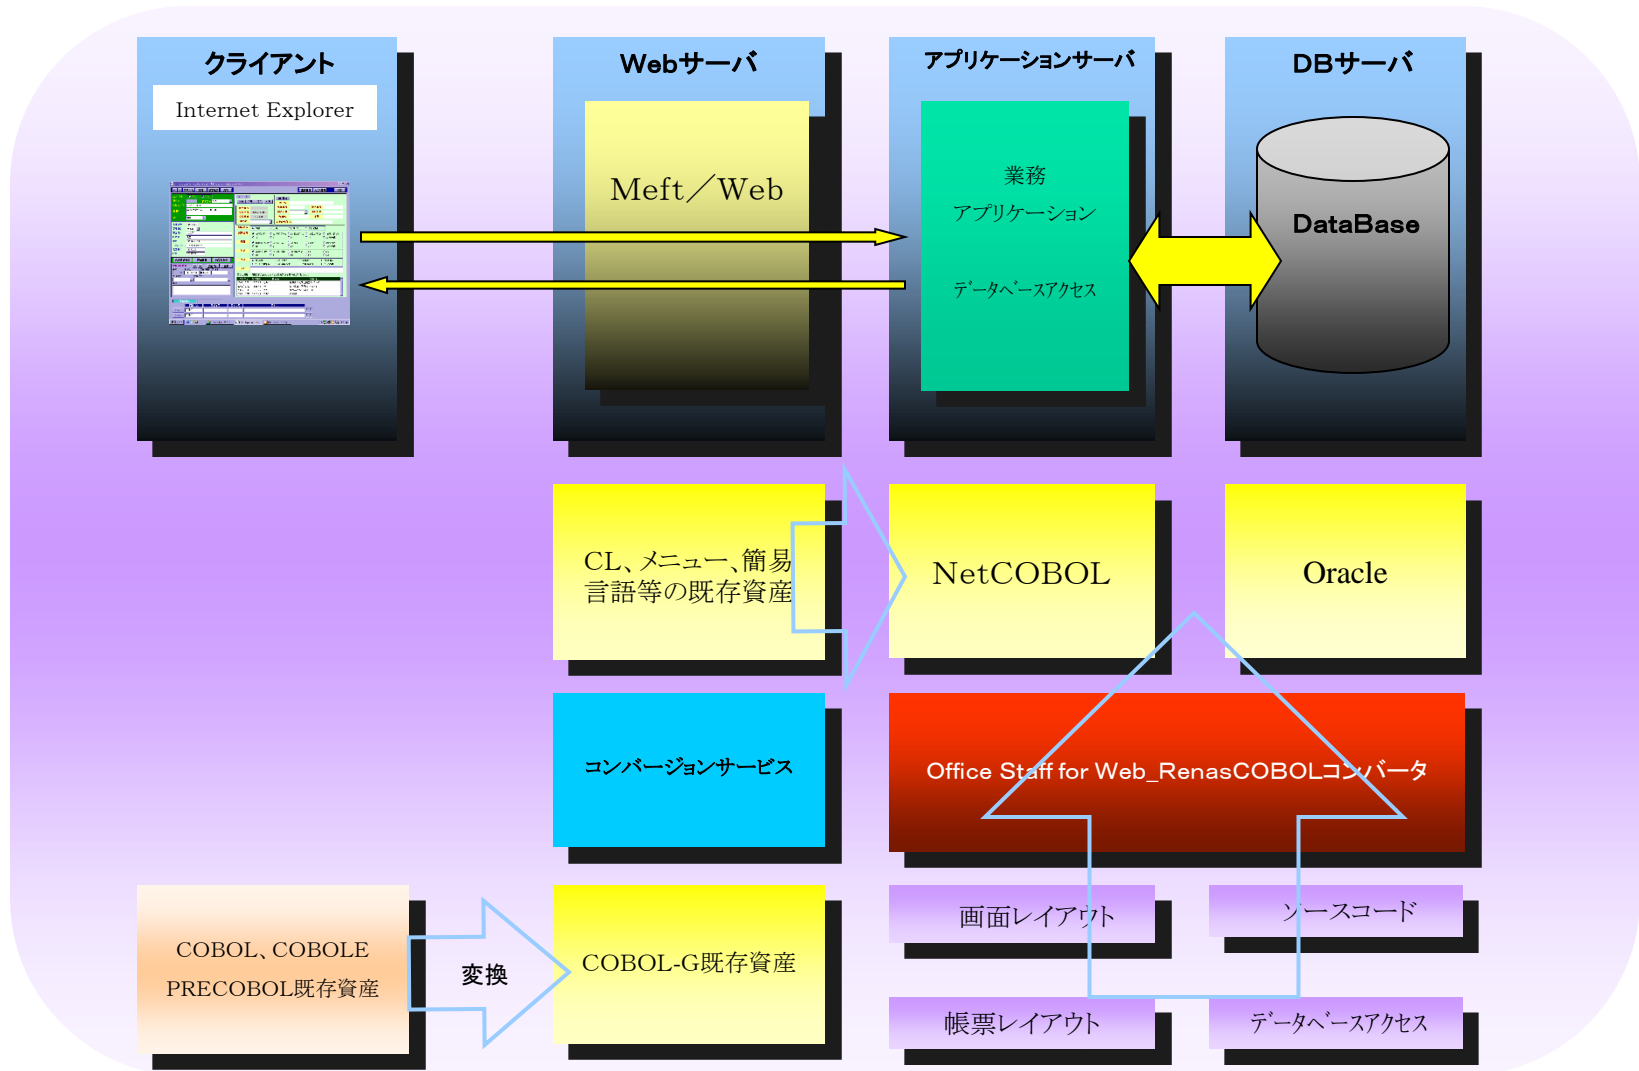 クライアント
Internet Explorer
Webサーバ
Meft／Web
アプリケーションサーバ
業務
アプリケーション
データベースアクセス
DBサーバ
DataBase
CL、メニュー、簡易
言語等の既存資産
NetCOBOL
Oracle
コンバージョンサービス
Office Staff for Web_RenasCOBOLコンバータ
COBOL、COBOLE
PRECOBOL既存資産
変換
COBOL-G既存資産
画面レイアウト
ソースコード
帳票レイアウト
データベースアクセス